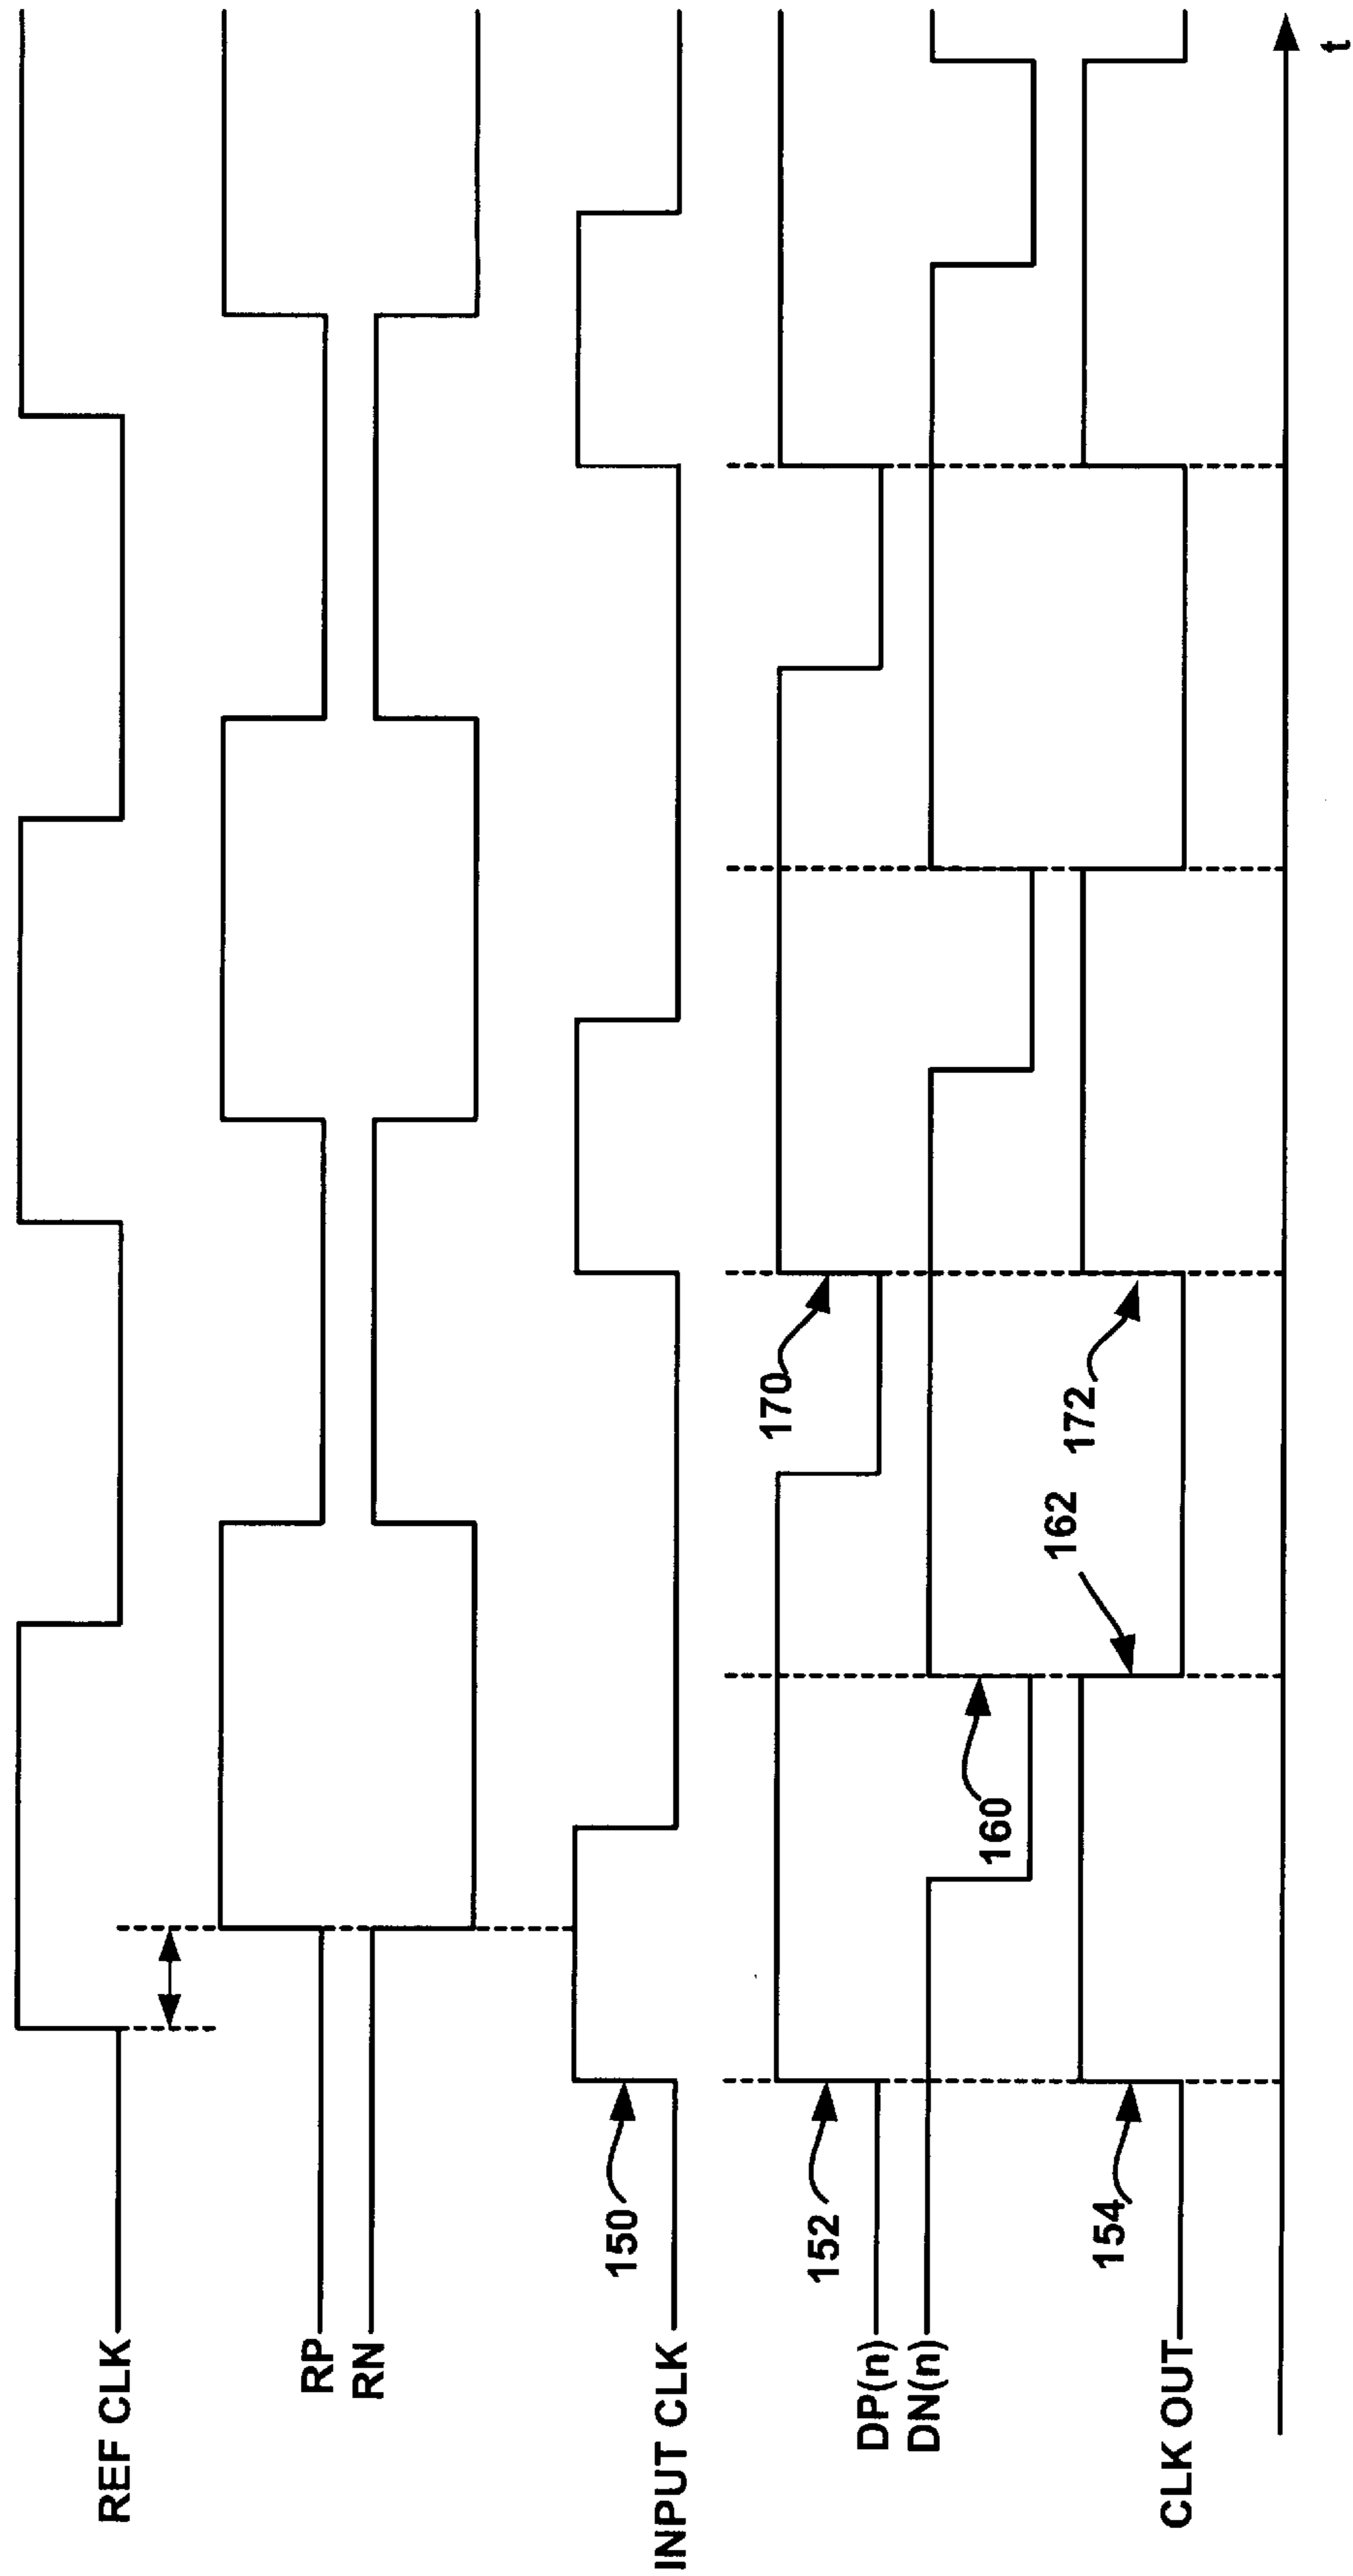 REF CLK
RP
RN
150
INPUT CLK
152
170
DP(n)
DN(n)
160
154
162
172
CLK OUT
t